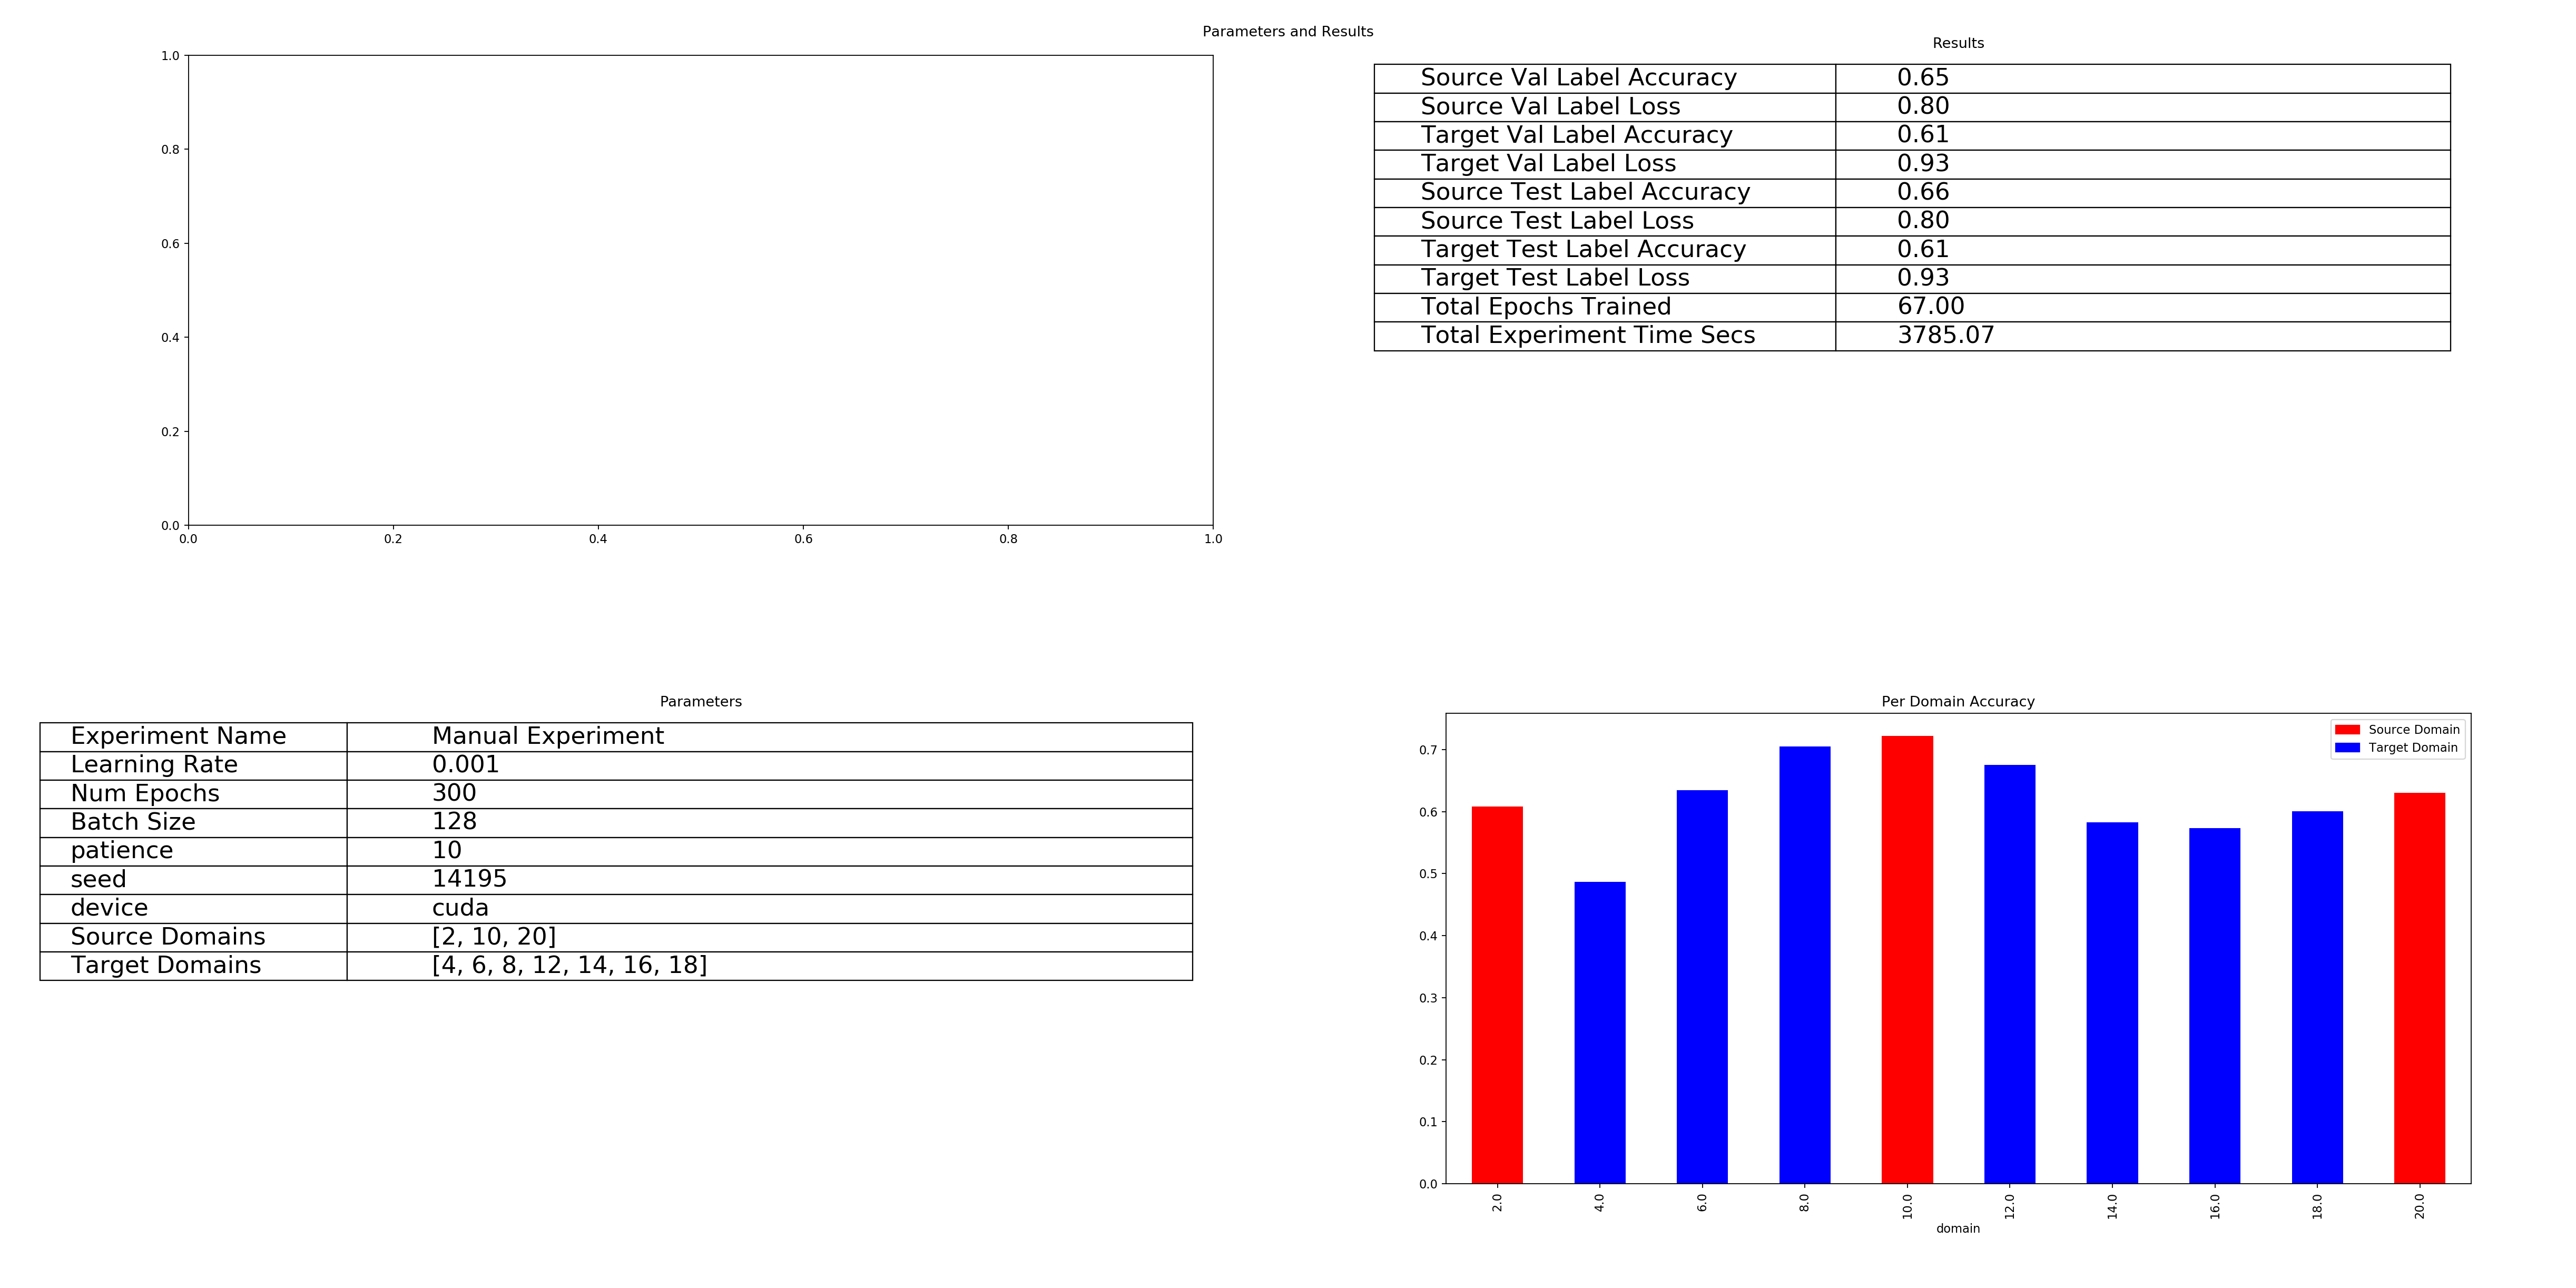 Parameters and Results
1.0
0.8
0.6
0.4
0.2
0.0
0.0 0.2 0.4 0.6 0.8 1.0
Results
Source Val Label Accuracy 0.65
Source Val Label Loss 0.80
Target Val Label Accuracy 0.61
Target Val Label Loss 0.93
Source Test Label Accuracy 0.66
Source Test Label Loss 0.80
Target Test Label Accuracy 0.61
Target Test Label Loss 0.93
Total Epochs Trained 67.00
Total Experiment Time Secs 3785.07
Parameters
Experiment Name Manual Experiment
Learning Rate 0.001
Num Epochs 300
Batch Size 128
patience 10
seed 14195
device cuda
Source Domains [2, 10, 20]
Target Domains [4, 6, 8, 12, 14, 16, 18]
Per Domain Accuracy
Source Domain
Target Domain
0.7
0.6
0.5
0.4
0.3
0.2
0.1
0.0
2.0 4.0 6.0 8.0 10.0 12.0 14.0 16.0 18.0 20.0
domain